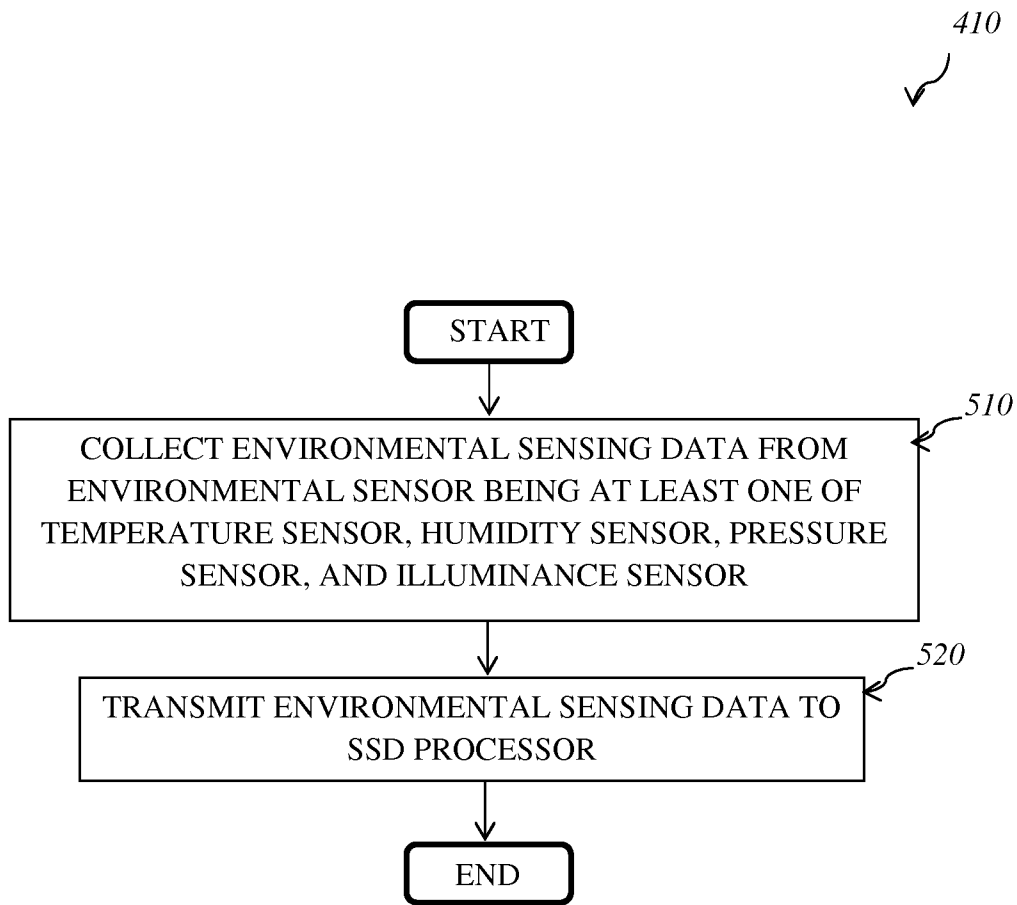 410
START
510
COLLECT ENVIRONMENTAL SENSING DATA FROM
ENVIRONMENTAL SENSOR BEING AT LEAST ONE OF
TEMPERATURE SENSOR, HUMIDITY SENSOR, PRESSURE
SENSOR, AND ILLUMINANCE SENSOR
520
TRANSMIT ENVIRONMENTAL SENSING DATA TO
SSD PROCESSOR
END